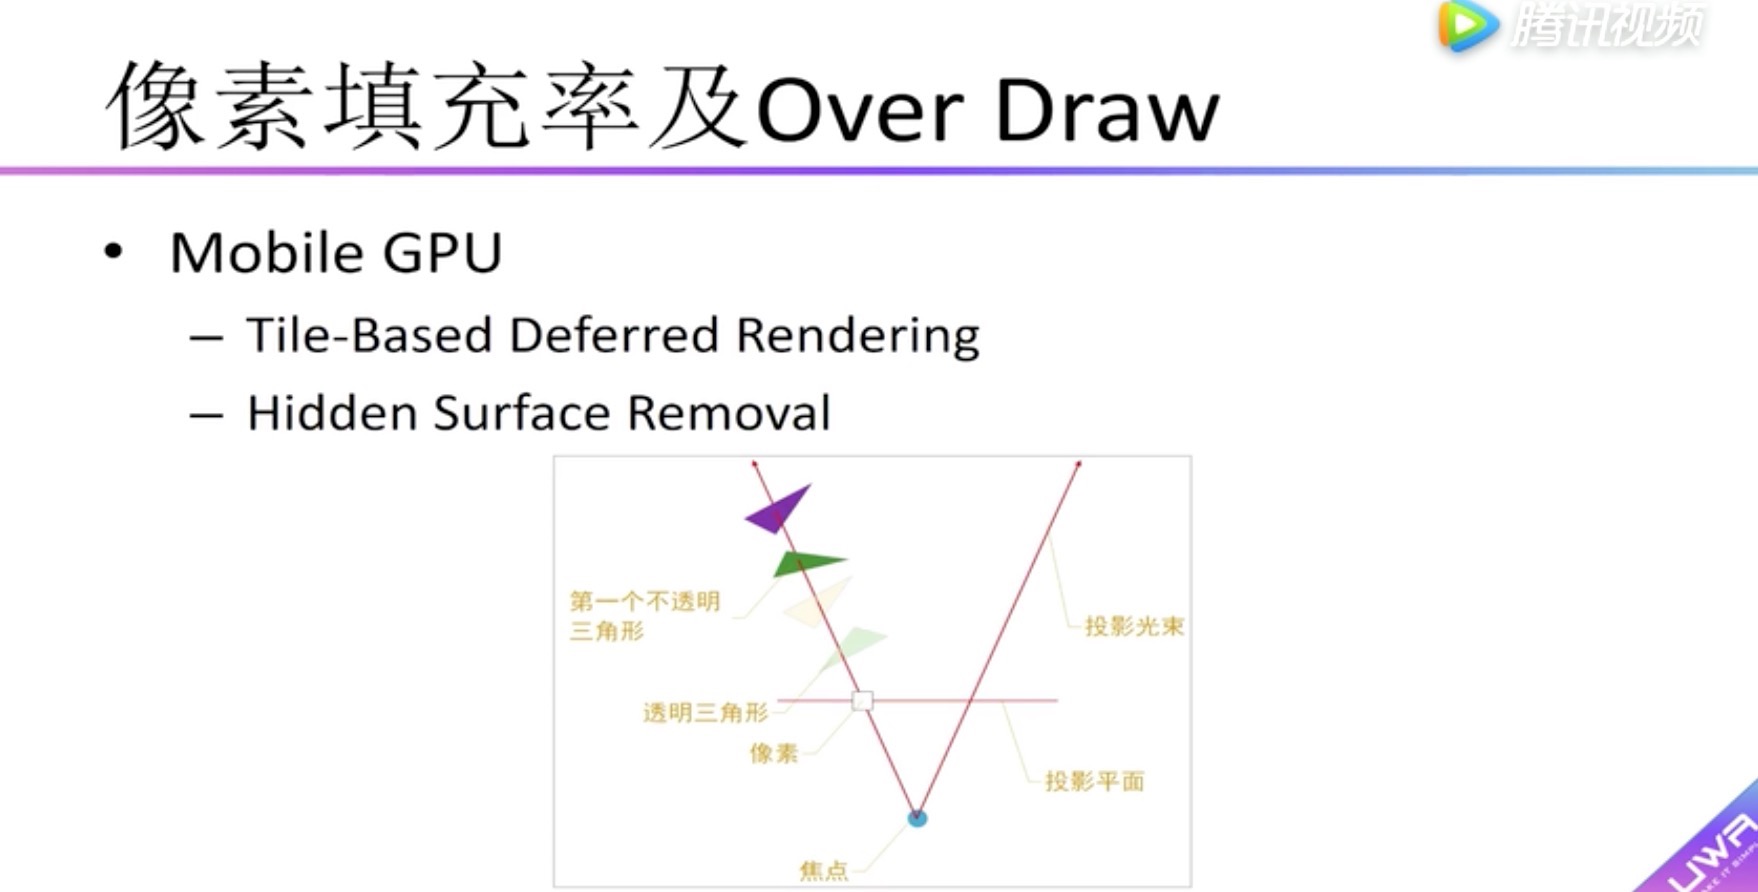 腾讯视频
像素填充率及Over Draw
• Mobile GPU
– Tile-Based Deferred Rendering
– Hidden Surface Removal
第一个不透明
三角形
投影光束
透明三角形
像素
投影平面
焦点
UWA